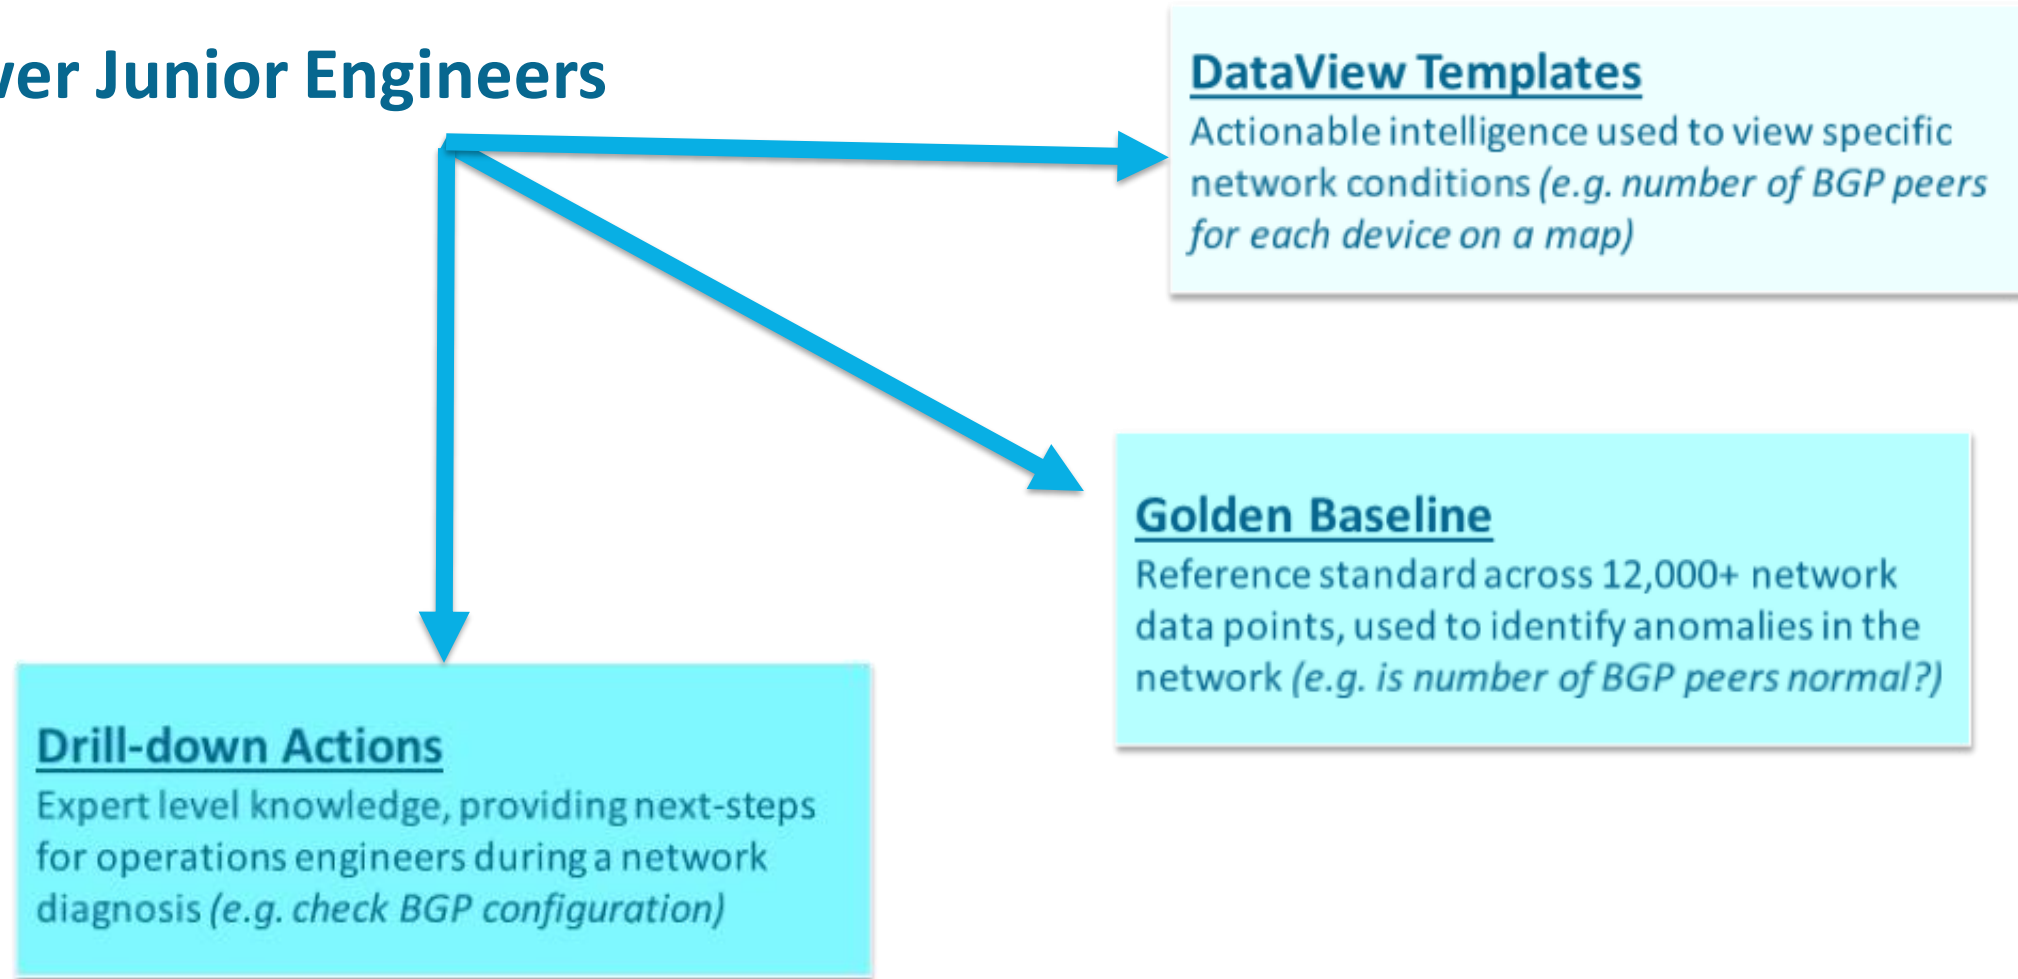 ver Junior Engineers
DataView Templates
Actionable intelligence used to view specific
network conditions (e.g. number of BGP peers
for each device on a map)
Golden Baseline
Reference standard across 12,000+ network
data points, used to identify anomalies in the
network (e.g. is number of BGP peers normal?)
Drill-down Actions
Expert level knowledge, providing next-steps
for operations engineers during a network
diagnosis (e.g. check BGP configuration)